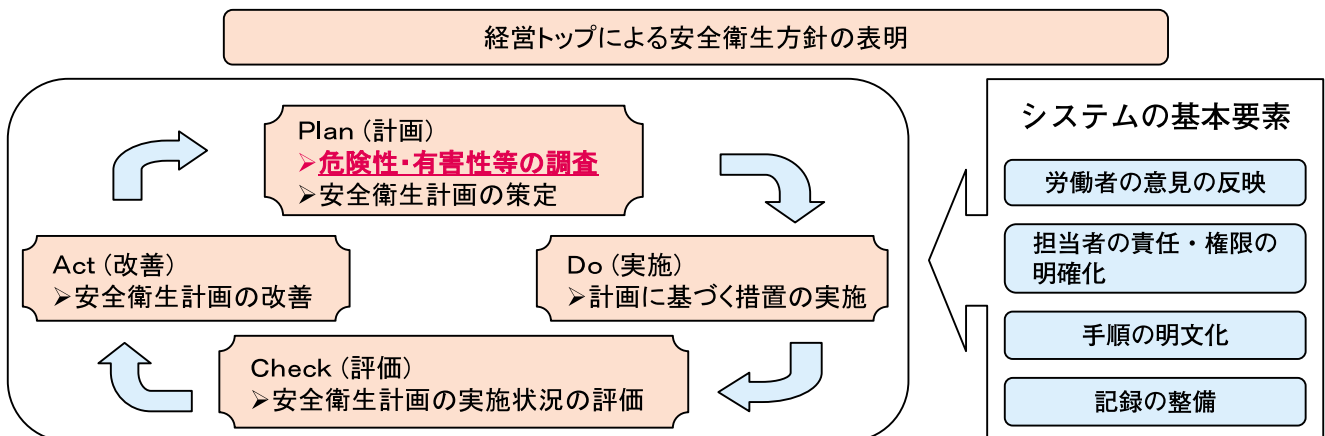 経営トップによる安全衛生方針の表明
Plan（計画）
➢危険性・有害性等の調査
➢安全衛生計画の策定
Act（改善）
➢安全衛生計画の改善
Do（実施）
➢計画に基づく措置の実施
Check（評価）
➢安全衛生計画の実施状況の評価
システムの基本要素
労働者の意見の反映
担当者の責任・権限の
明確化
手順の明文化
記録の整備